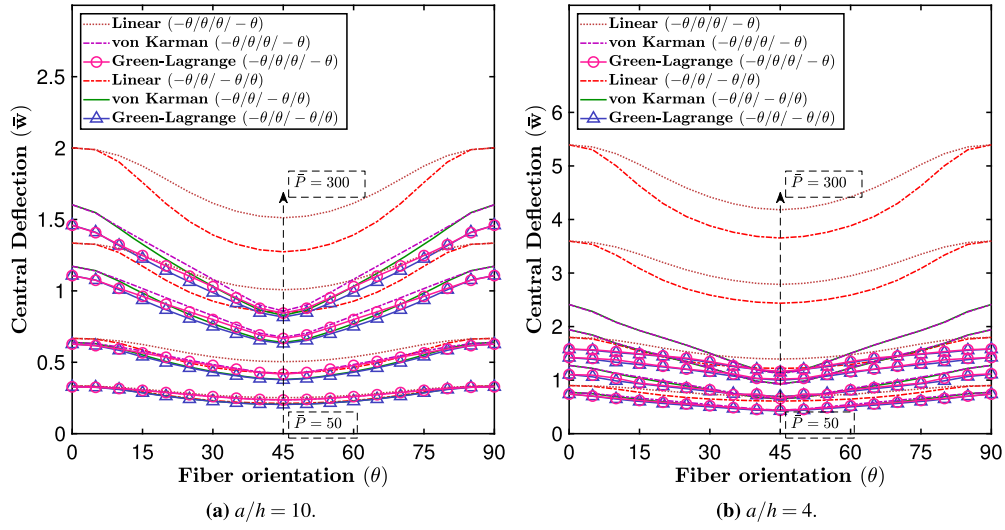 Linear (−θ/θ/θ/ − θ)
von Karman (−θ/θ/θ/ − θ)
Green-Lagrange (−θ/θ/θ/ − θ)
Linear (−θ/θ/ − θ/θ)
von Karman (−θ/θ/ − θ/θ)
Green-Lagrange (−θ/θ/ − θ/θ)
P̄ = 300
P̄ = 50
Central Deflection (w̄)
2.5
2
1.5
1
0.5
0
0 15 30 45 60 75 90
Fiber orientation (θ)
(a) a/h = 10.
Linear (−θ/θ/θ/ − θ)
von Karman (−θ/θ/θ/ − θ)
Green-Lagrange (−θ/θ/θ/ − θ)
Linear (−θ/θ/ − θ/θ)
von Karman (−θ/θ/ − θ/θ)
Green-Lagrange (−θ/θ/ − θ/θ)
P̄ = 300
P̄ = 50
Central Deflection (w̄)
6
5
4
3
2
1
0
0 15 30 45 60 75 90
Fiber orientation (θ)
(b) a/h = 4.